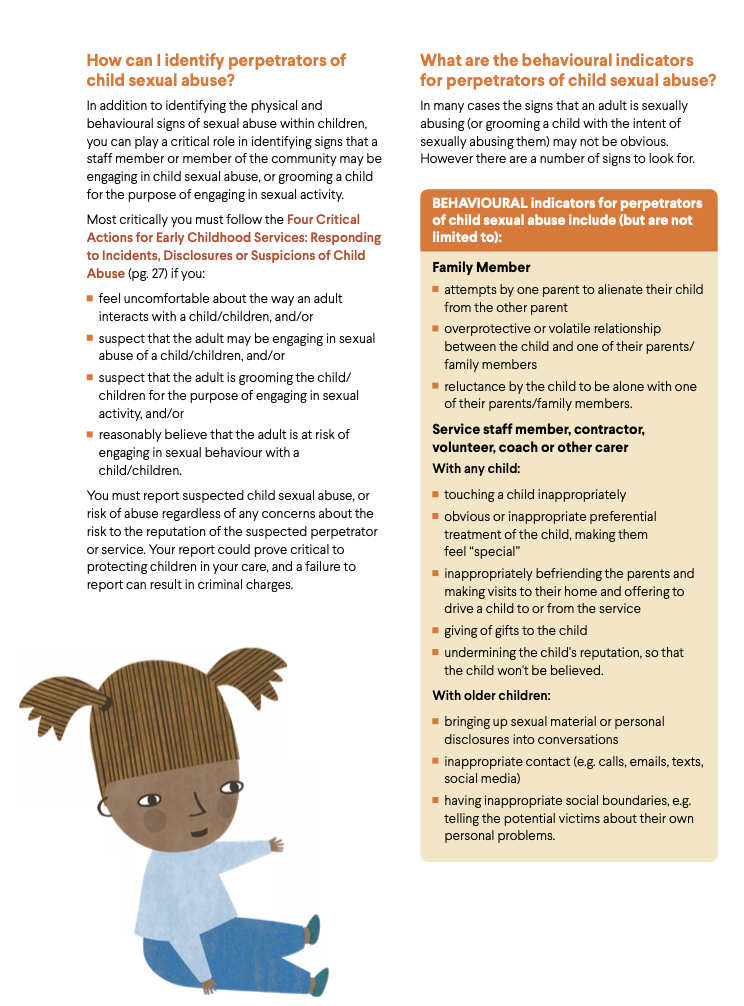 How can I identify perpetrators of
child sexual abuse?
In addition to identifying the physical and
behavioural signs of sexual abuse within children,
you can play a critical role in identifying signs that a
staff member or member of the community may be
engaging in child sexual abuse, or grooming a child
for the purpose of engaging in sexual activity.
Most critically you must follow the Four Critical
Actions for Early Childhood Services: Responding
to Incidents, Disclosures or Suspicions of Child
Abuse (pg. 27) if you:
■ feel uncomfortable about the way an adult
interacts with a child/children, and/or
■ suspect that the adult may be engaging in sexual
abuse of a child/children, and/or
■ suspect that the adult is grooming the child/
children for the purpose of engaging in sexual
activity, and/or
■ reasonably believe that the adult is at risk of
engaging in sexual behaviour with a
child/children.
You must report suspected child sexual abuse, or
risk of abuse regardless of any concerns about the
risk to the reputation of the suspected perpetrator
or service. Your report could prove critical to
protecting children in your care, and a failure to
report can result in criminal charges.
What are the behavioural indicators
for perpetrators of child sexual abuse?
In many cases the signs that an adult is sexually
abusing (or grooming a child with the intent of
sexually abusing them) may not be obvious.
However there are a number of signs to look for.
BEHAVIOURAL indicators for perpetrators
of child sexual abuse include (but are not
limited to):
Family Member
■ attempts by one parent to alienate their child
from the other parent
■ overprotective or volatile relationship
between the child and one of their parents/
family members
■ reluctance by the child to be alone with one
of their parents/family members.
Service staff member, contractor,
volunteer, coach or other carer
With any child:
■ touching a child inappropriately
■ obvious or inappropriate preferential
treatment of the child, making them
feel “special”
■ inappropriately befriending the parents and
making visits to their home and offering to
drive a child to or from the service
■ giving of gifts to the child
■ undermining the child's reputation, so that
the child won't be believed.
With older children:
■ bringing up sexual material or personal
disclosures into conversations
■ inappropriate contact (e.g. calls, emails, texts,
social media)
■ having inappropriate social boundaries, e.g.
telling the potential victims about their own
personal problems.